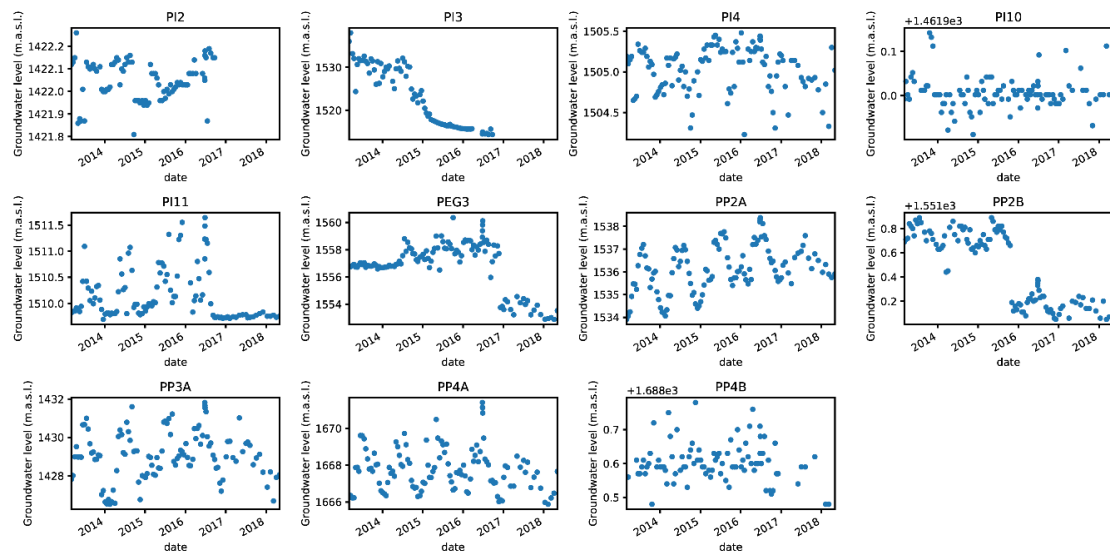 PI2
Groundwater level (m.a.s.l.)
1422.2
1422.1
1422.0
1421.9
1421.8
2014 2015 2016 2017 2018
date
PI3
Groundwater level (m.a.s.l.)
1530
1520
2014 2015 2016 2017 2018
date
PI4
Groundwater level (m.a.s.l.)
1505.5
1505.0
1504.5
2014 2015 2016 2017 2018
date
PI10
+1.4619e3
Groundwater level (m.a.s.l.)
0.1
0.0
2014 2015 2016 2017 2018
date
PI11
Groundwater level (m.a.s.l.)
1511.5
1511.0
1510.5
1510.0
2014 2015 2016 2017 2018
date
PEG3
Groundwater level (m.a.s.l.)
1560
1558
1556
1554
2014 2015 2016 2017 2018
date
PP2A
Groundwater level (m.a.s.l.)
1538
1537
1536
1535
1534
2014 2015 2016 2017 2018
date
PP2B
+1.551e3
Groundwater level (m.a.s.l.)
0.8
0.6
0.4
0.2
2014 2015 2016 2017 2018
date
PP3A
Groundwater level (m.a.s.l.)
1432
1430
1428
2014 2015 2016 2017 2018
date
PP4A
Groundwater level (m.a.s.l.)
1670
1668
1666
2014 2015 2016 2017 2018
date
PP4B
+1.688e3
Groundwater level (m.a.s.l.)
0.7
0.6
0.5
2014 2015 2016 2017 2018
date